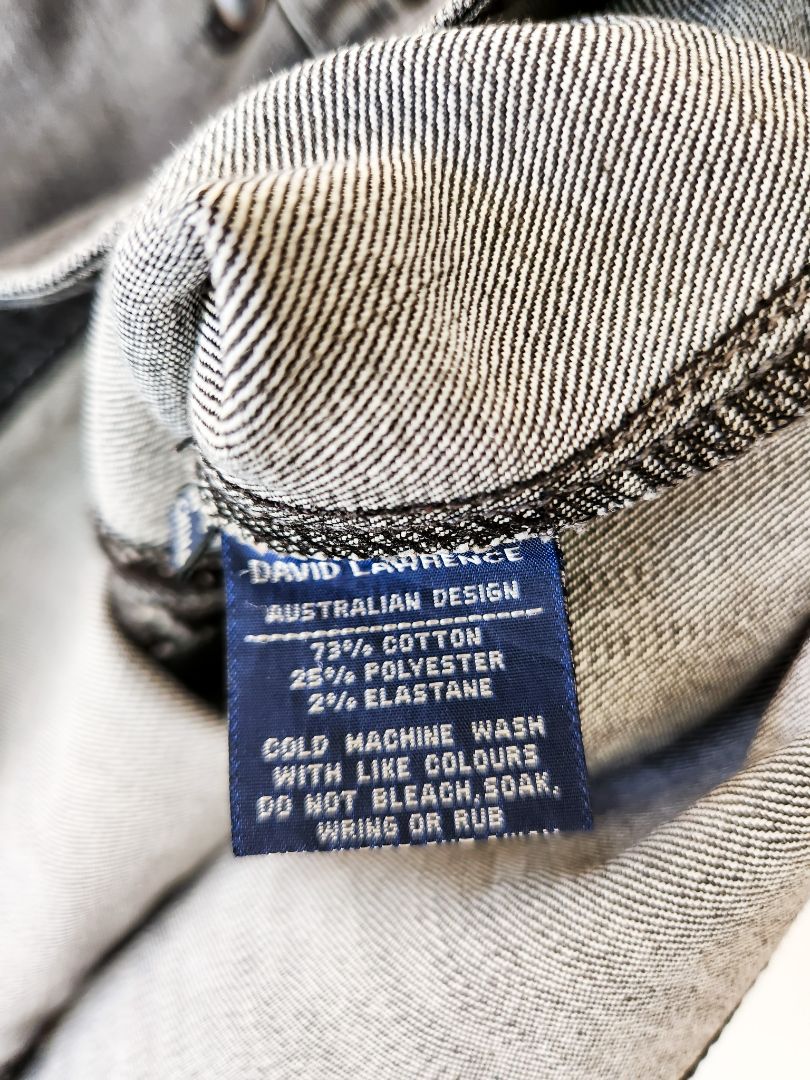 DAVID LAWRENCE
AUSTRALIAN DESIGN
73% COTTON
25% POLYESTER
2% ELASTANE
COLD MACHINE WASH
WITH LIKE COLOURS
DO NOT BLEACH,SOAK,
WRING OR RUB